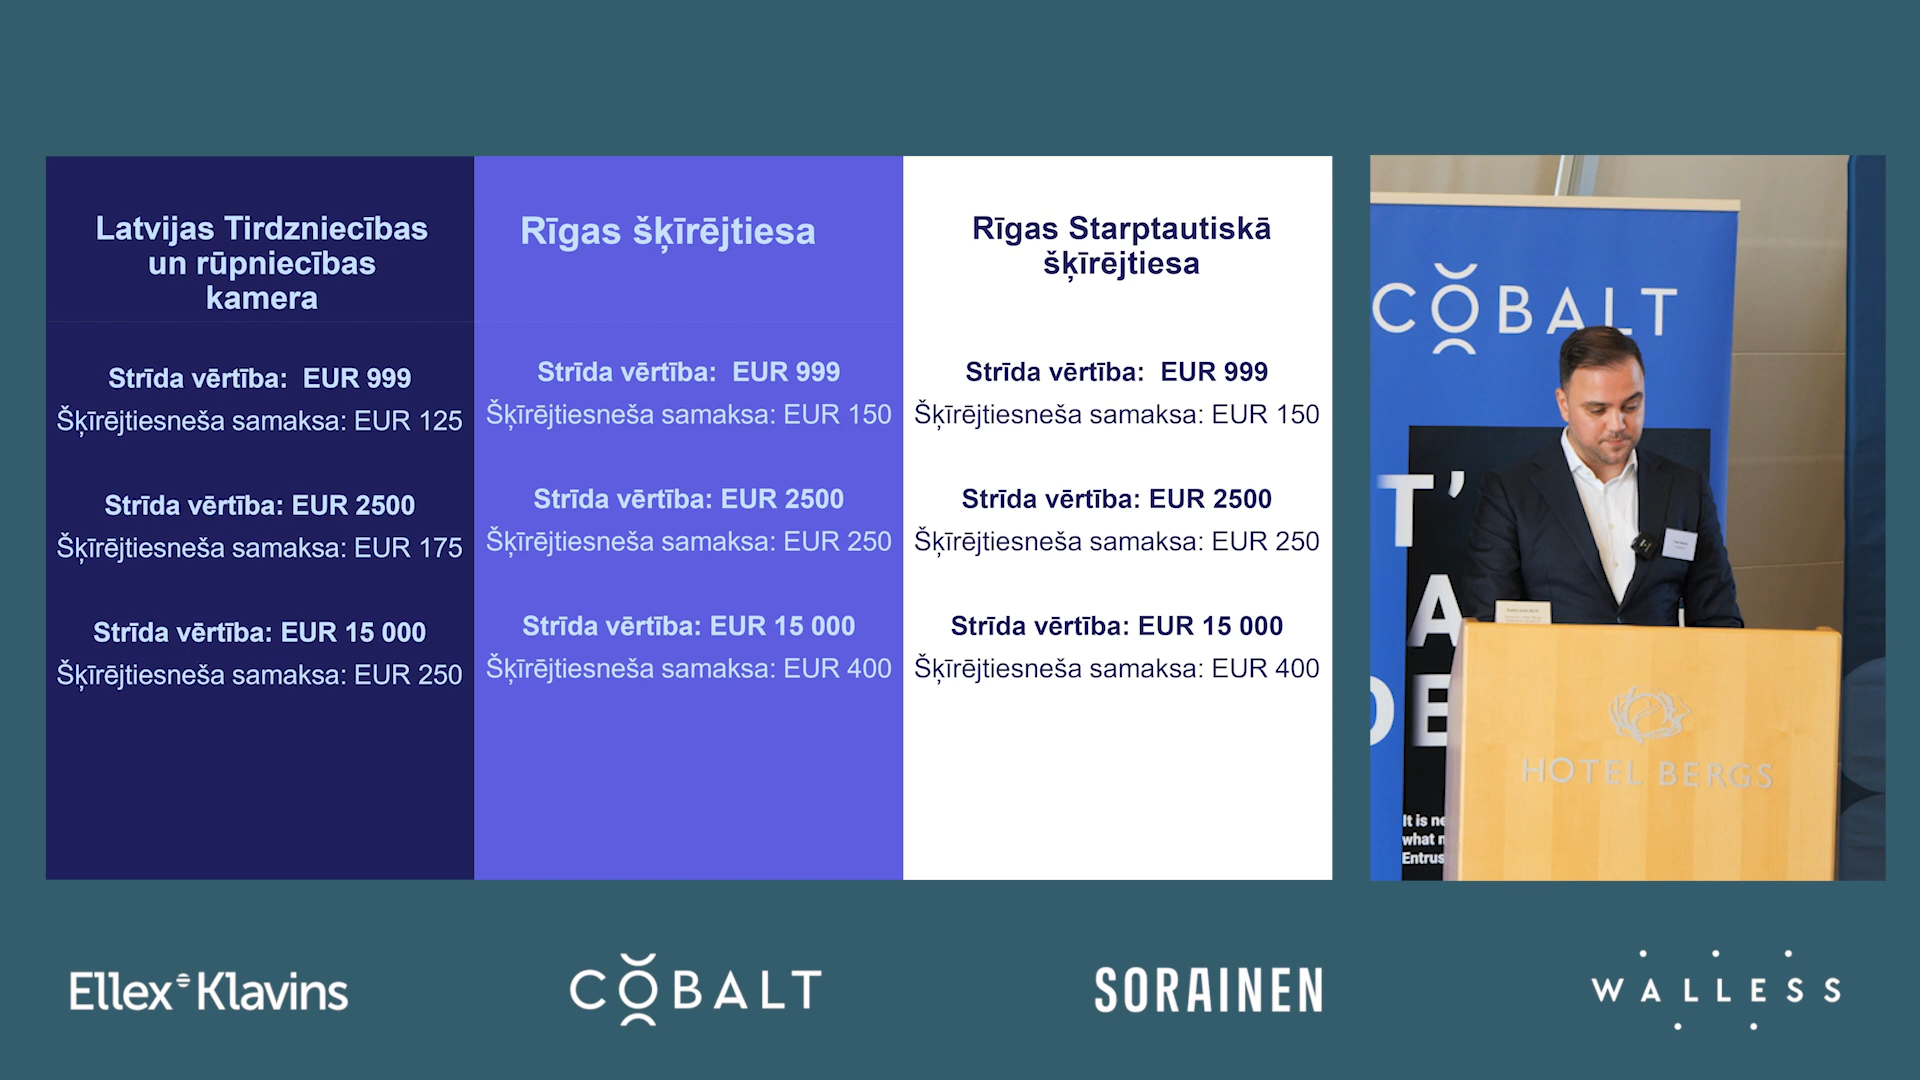 Latvijas Tirdzniecības
un rūpniecības
kamera
Strīda vērtība:  EUR 999
Šķīrējtiesneša samaksa: EUR 125
Strīda vērtība: EUR 2500
Šķīrējtiesneša samaksa: EUR 175
Strīda vērtība: EUR 15 000
Šķīrējtiesneša samaksa: EUR 250
Rīgas šķīrējtiesa
Strīda vērtība:  EUR 999
Šķīrējtiesneša samaksa: EUR 150
Strīda vērtība: EUR 2500
Šķīrējtiesneša samaksa: EUR 250
Strīda vērtība: EUR 15 000
Šķīrējtiesneša samaksa: EUR 400
Rīgas Starptautiskā
šķīrējtiesa
Strīda vērtība:  EUR 999
Šķīrējtiesneša samaksa: EUR 150
Strīda vērtība: EUR 2500
Šķīrējtiesneša samaksa: EUR 250
Strīda vērtība: EUR 15 000
Šķīrējtiesneša samaksa: EUR 400
COBALT
T’
A
DE
It is
what
HOTEL BERGS
Ellex Klavins
COBALT
SORAINEN
WALLESS